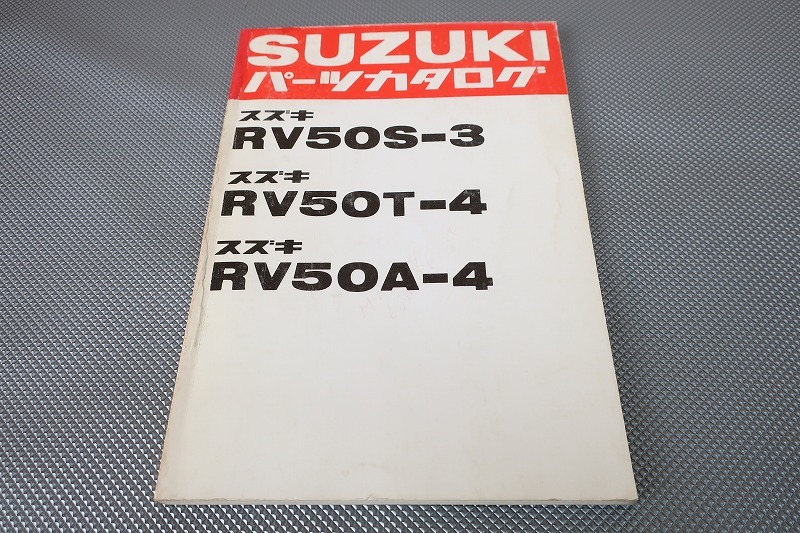 SUZUKI
パーツカタログ
スズキ
RV50S-3
スズキ
RV50T-4
スズキ
RV50A-4